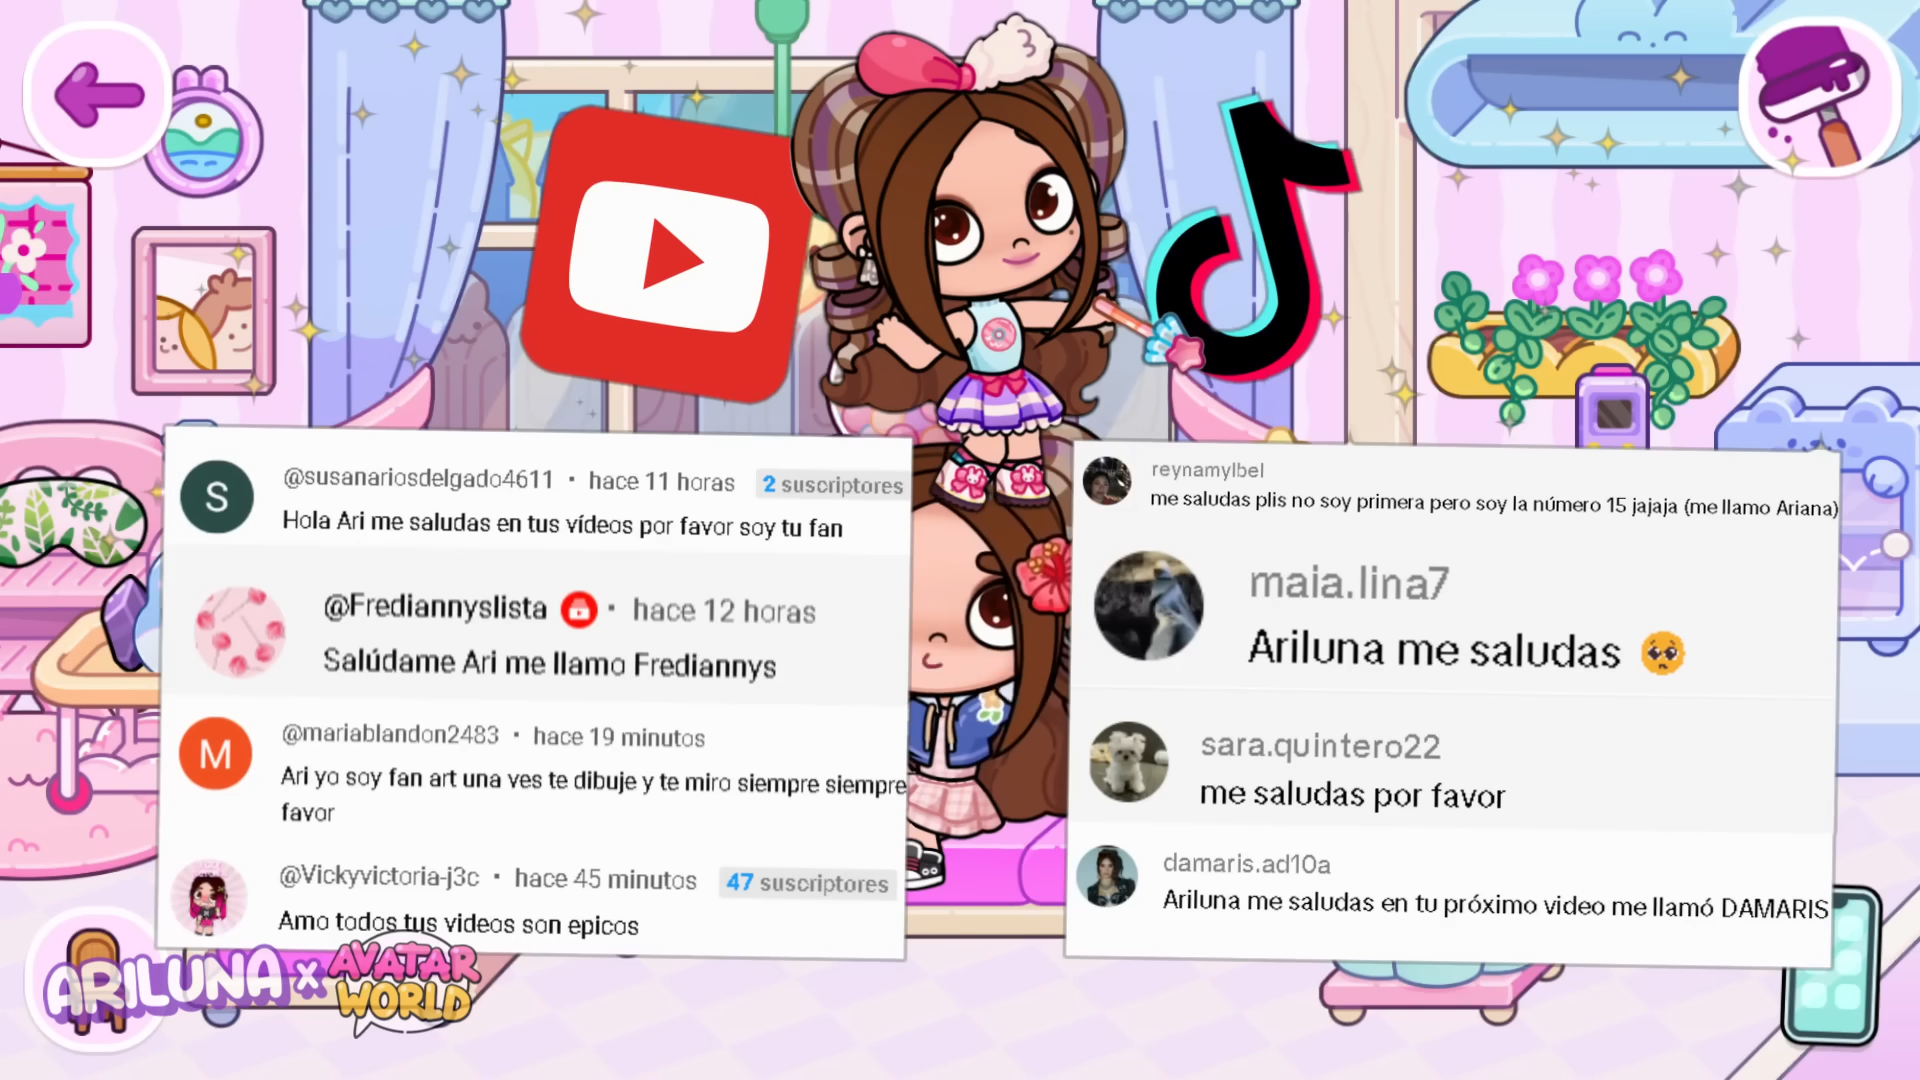 @susanariosdelgado4611 · hace 11 horas 2 suscriptores
Hola Ari me saludas en tus vídeos por favor soy tu fan
@Frediannyslista · hace 12 horas
Salúdame Ari me llamo Frediannys
@mariablandon2483 · hace 19 minutos
Ari yo soy fan art una ves te dibuje y te miro siempre siempre
favor
@Vickyvictoria-j3c · hace 45 minutos 47 suscriptores
Amo todos tus videos son epicos
reynamylbel
me saludas plis no soy primera pero soy la número 15 jajaja (me llamo Ariana)
maia.lina7
Ariluna me saludas 🥺
sara.quintero22
me saludas por favor
damaris.ad10a
Ariluna me saludas en tu próximo video me llamó DAMARIS
S
M
ARILUNA x AVATAR
WORLD